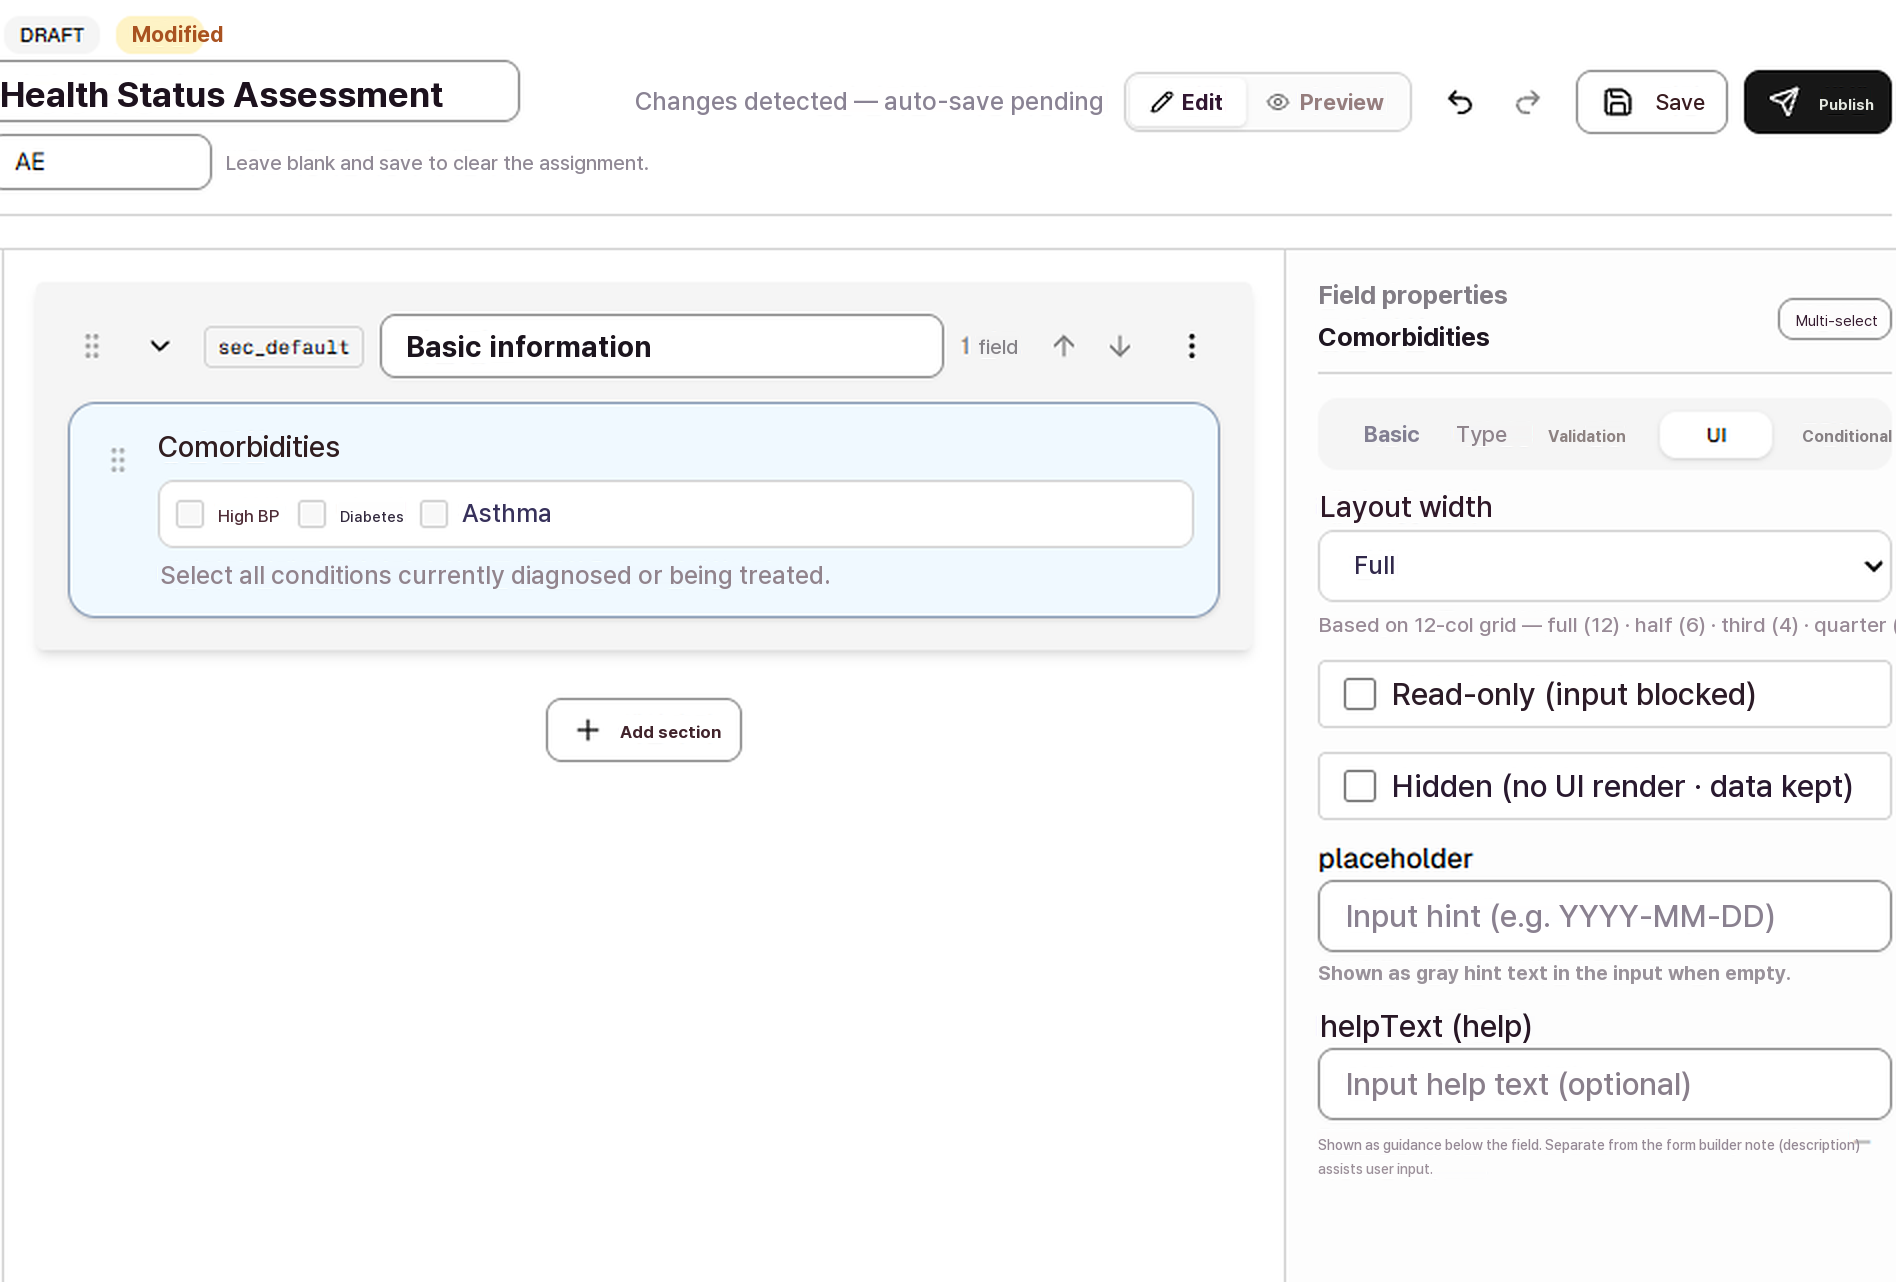 DRAFT Modified
Health Status Assessment
Changes detected — auto-save pending
Edit Preview Save Publish
AE Leave blank and save to clear the assignment.
sec_default Basic information 1 field
Comorbidities
High BP Diabetes Asthma
Select all conditions currently diagnosed or being treated.
Add section
Field properties
Comorbidities
Multi-select
Basic Type Validation UI Conditional
Layout width
Full
Based on 12-col grid — full (12) · half (6) · third (4) · quarter (
Read-only (input blocked)
Hidden (no UI render · data kept)
placeholder
Input hint (e.g. YYYY-MM-DD)
Shown as gray hint text in the input when empty.
helpText (help)
Input help text (optional)
Shown as guidance below the field. Separate from the form builder note (description) —
assists user input.